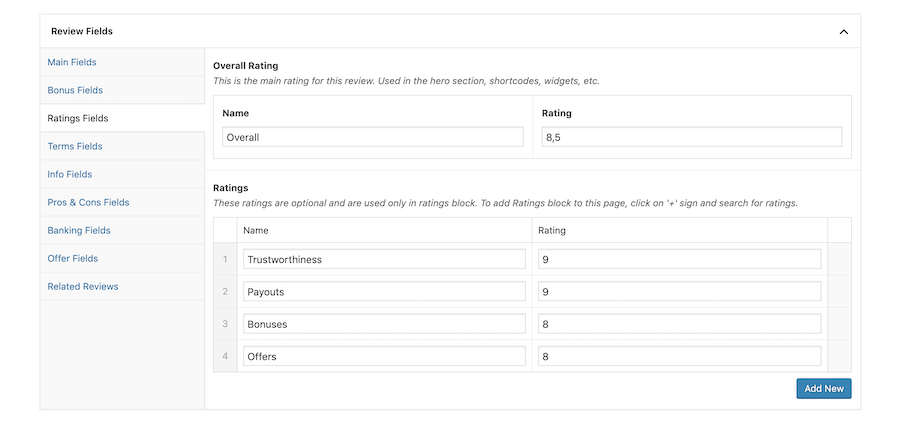 Review Fields
Main Fields
Bonus Fields
Ratings Fields
Terms Fields
Info Fields
Pros & Cons Fields
Banking Fields
Offer Fields
Related Reviews
Overall Rating
This is the main rating for this review. Used in the hero section, shortcodes, widgets, etc.
Name Rating
Overall 8,5
Ratings
These ratings are optional and are used only in ratings block. To add Ratings block to this page, click on '+' sign and search for ratings.
Name Rating
1 Trustworthiness 9
2 Payouts 9
3 Bonuses 8
4 Offers 8
Add New